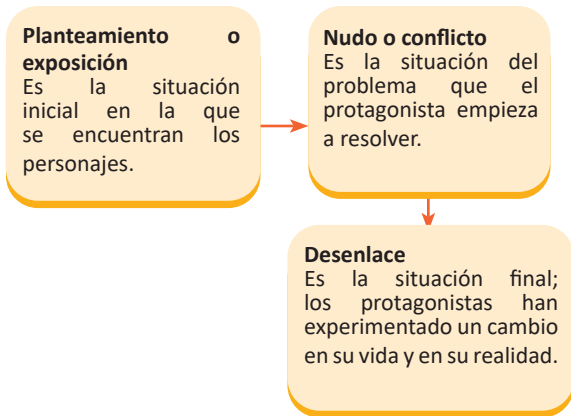 Planteamiento o
exposición
Es la situación
inicial en la que
se encuentran los
personajes.
Nudo o conflicto
Es la situación del
problema que el
protagonista empieza
a resolver.
Desenlace
Es la situación final;
los protagonistas han
experimentado un cambio
en su vida y en su realidad.